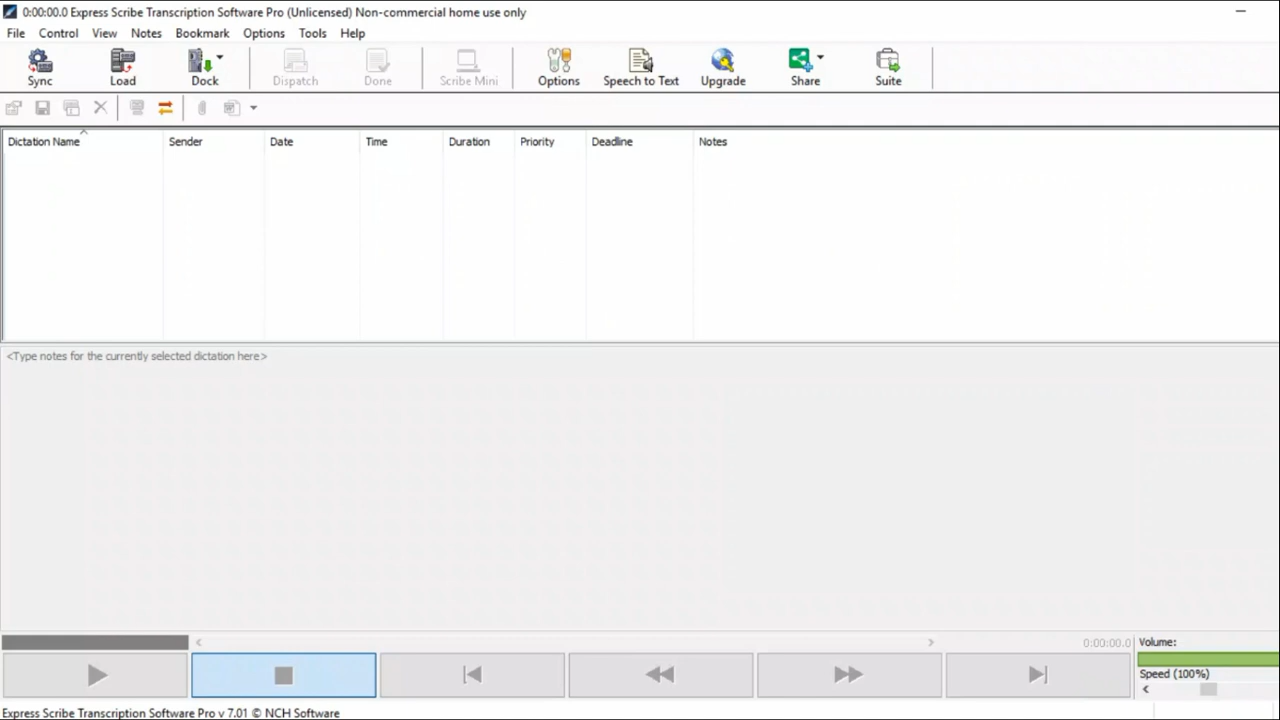 0:00:00.0 Express Scribe Transcription Software Pro (Unlicensed) Non-commercial home use only
File Control View Notes Bookmark Options Tools Help
Sync Load Dock Dispatch Done Scribe Mini Options Speech to Text Upgrade Share Suite
Dictation Name Sender Date Time Duration Priority Deadline Notes
<Type notes for the currently selected dictation here>
0:00:00.0 Volume:
Speed (100%)
Express Scribe Transcription Software Pro v 7.01 © NCH Software